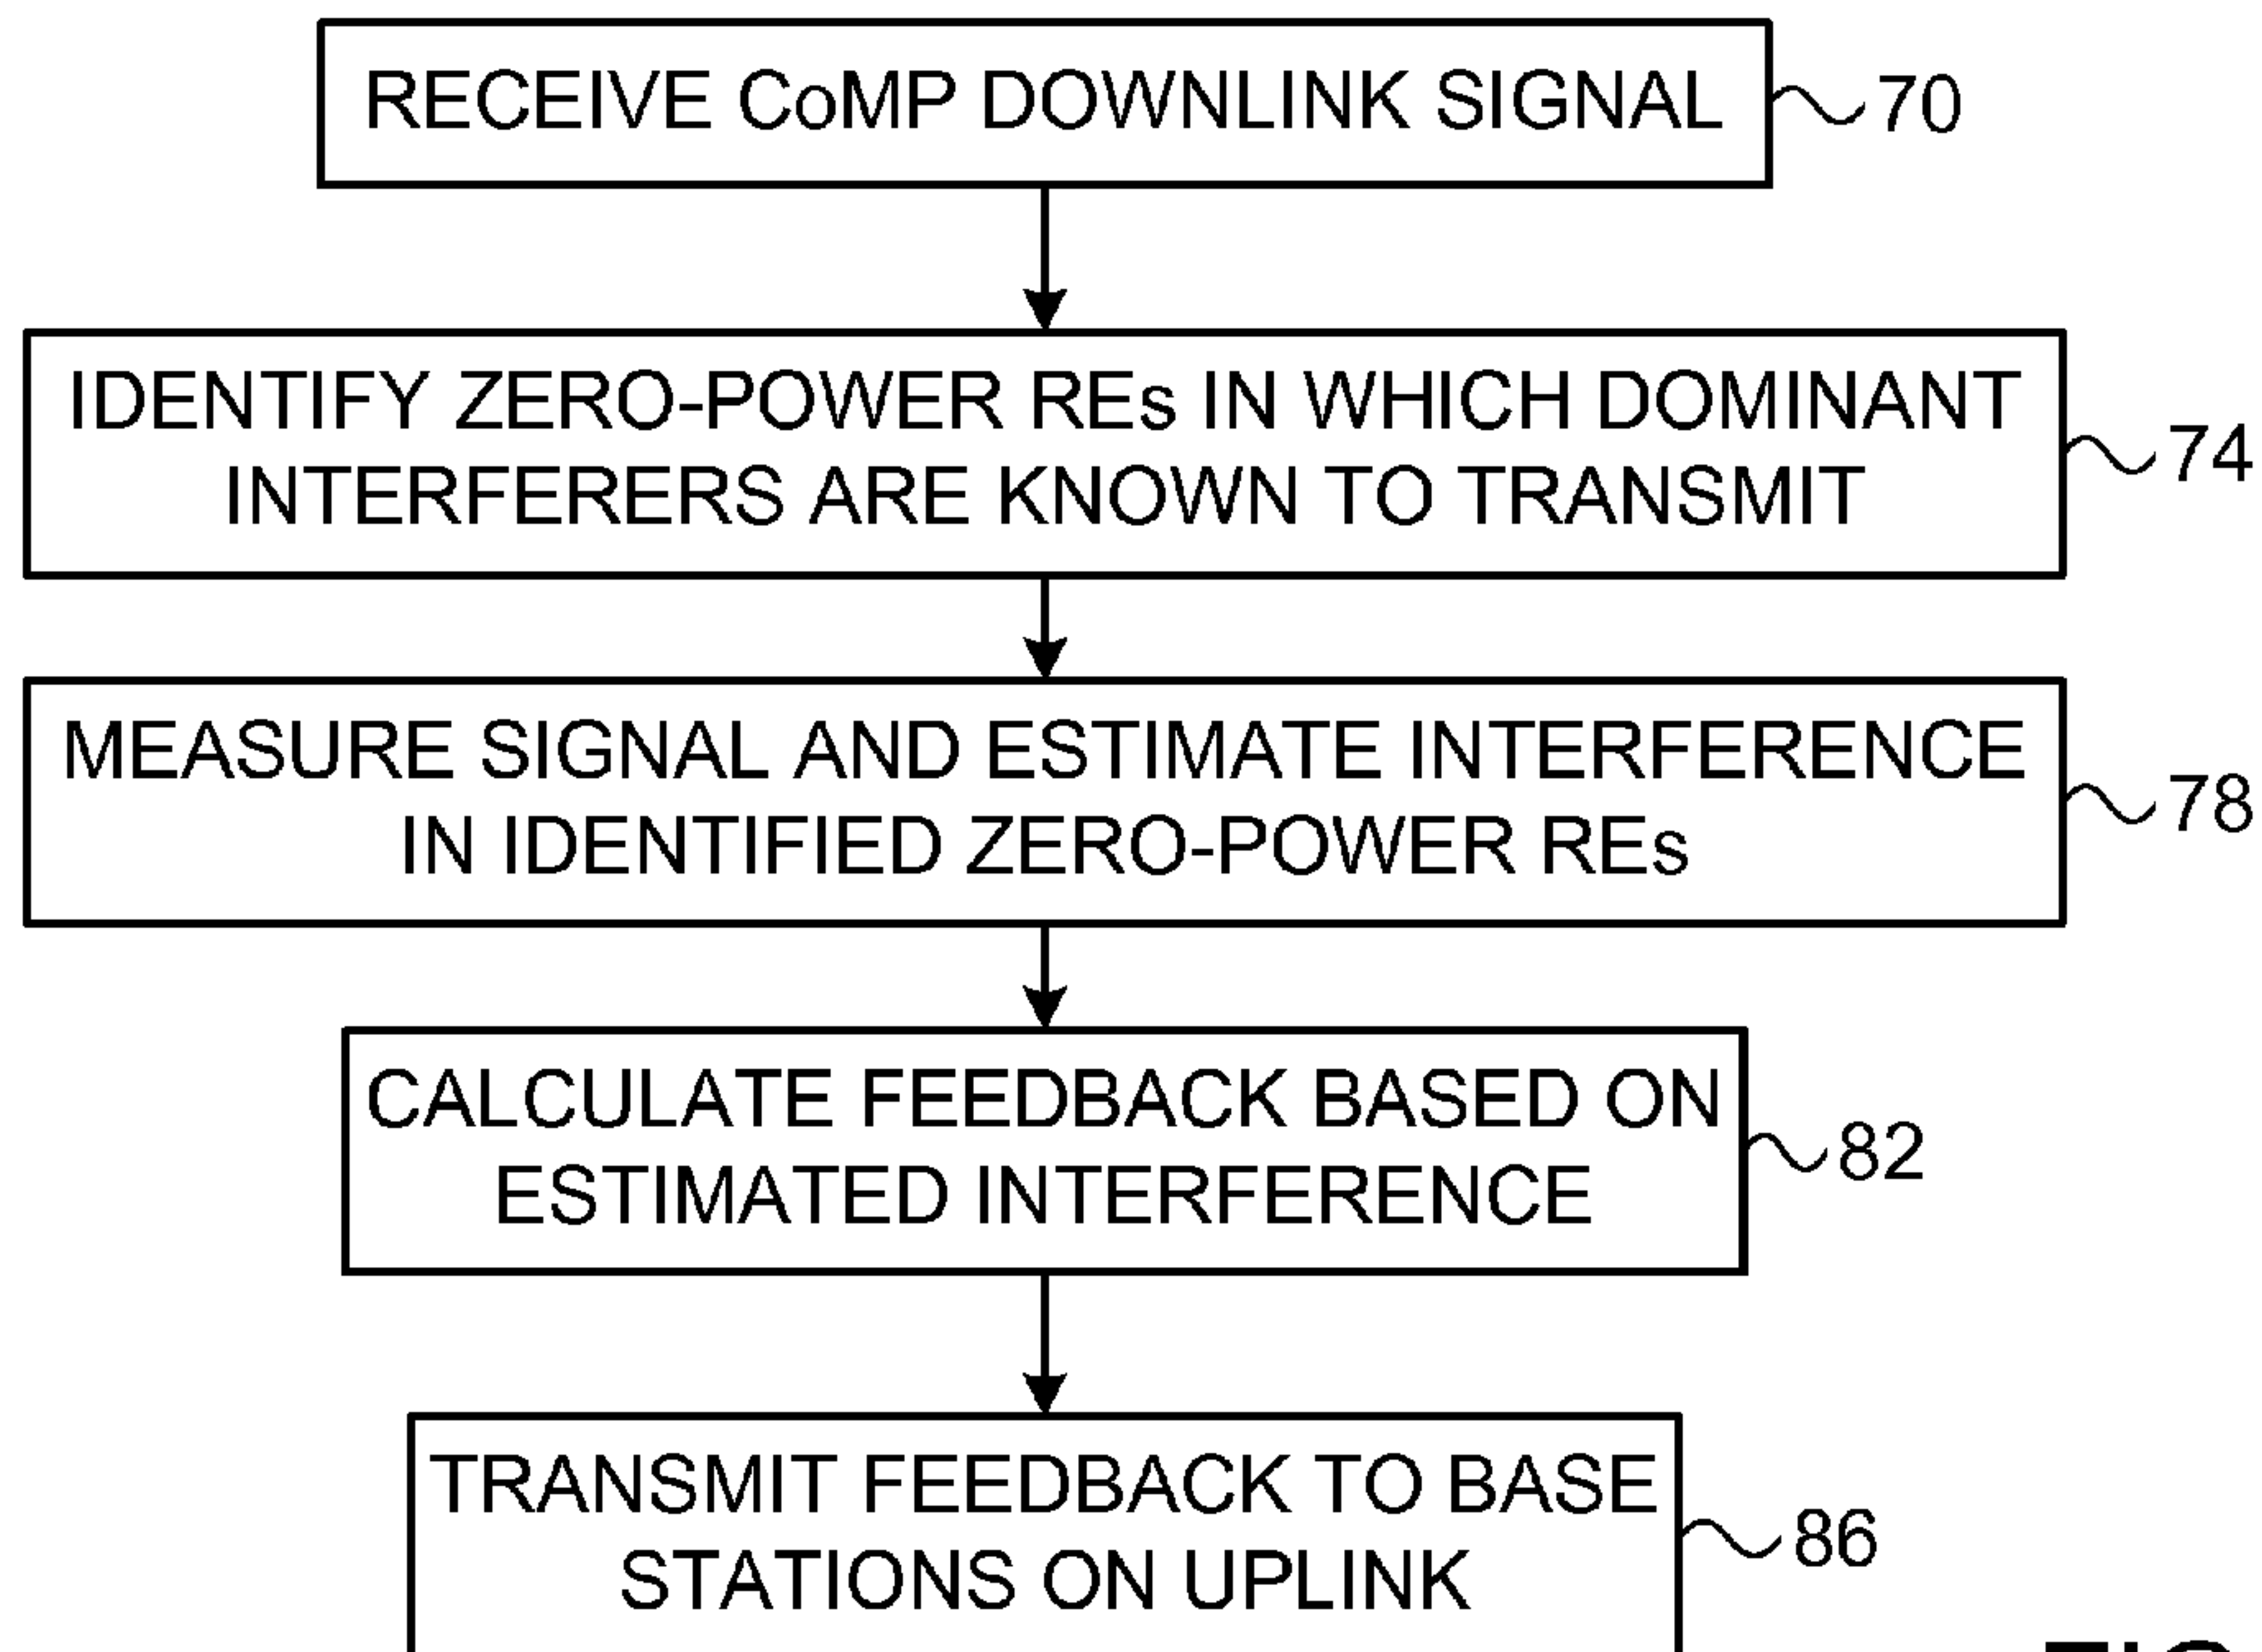 RECEIVE CoMP DOWNLINK SIGNAL
70
IDENTIFY ZERO-POWER REs IN WHICH DOMINANT
INTERFERERS ARE KNOWN TO TRANSMIT
74
MEASURE SIGNAL AND ESTIMATE INTERFERENCE
IN IDENTIFIED ZERO-POWER REs
78
CALCULATE FEEDBACK BASED ON
ESTIMATED INTERFERENCE
82
TRANSMIT FEEDBACK TO BASE
STATIONS ON UPLINK
86